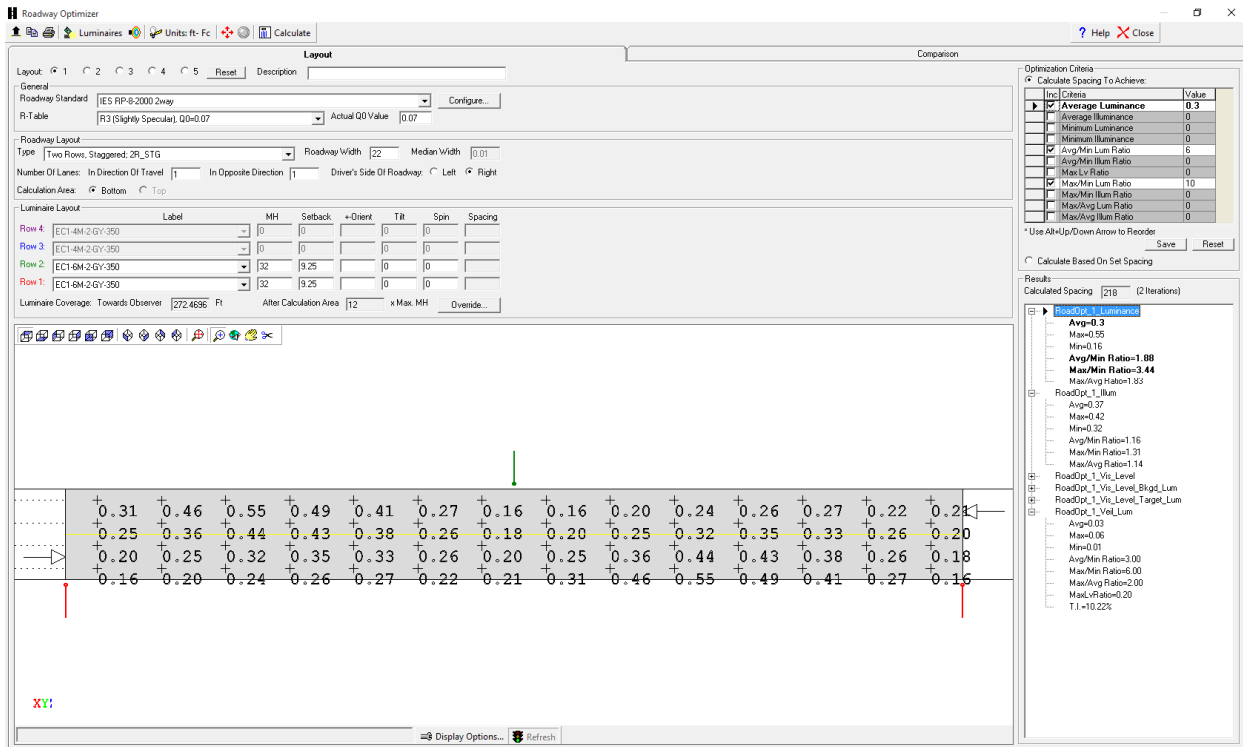 Roadway Optimizer
Luminaires Units: ft- Fc Calculate ? Help Close
Layout Comparison
Layout: 1 2 3 4 5 Reset Description
General
Roadway Standard IES RP-8-2000 2way Configure...
R-Table R3 (Slightly Specular), Q0=0.07 Actual Q0 Value 0.07
Roadway Layout
Type Two Rows, Staggered; 2R_STG Roadway Width 22 Median Width 0.01
Number Of Lanes: In Direction Of Travel 1 In Opposite Direction 1 Driver's Side Of Roadway: Left Right
Calculation Area: Bottom Top
Luminaire Layout
Label MH Setback +-Orient Tilt Spin Spacing
Row 4: EC1-4M-2-GY-350 0 0 0 0
Row 3: EC1-4M-2-GY-350 0 0 0 0
Row 2: EC1-6M-2-GY-350 32 9.25 0 0
Row 1: EC1-6M-2-GY-350 32 9.25 0 0
Luminaire Coverage: Towards Observer 272.4696 Ft After Calculation Area 12 x Max. MH Override...
0.31 0.46 0.55 0.49 0.41 0.27 0.16 0.16 0.20 0.24 0.26 0.27 0.22 0.21
0.25 0.36 0.44 0.43 0.38 0.26 0.18 0.20 0.25 0.32 0.35 0.33 0.26 0.20
0.20 0.25 0.32 0.35 0.33 0.26 0.20 0.25 0.36 0.44 0.43 0.38 0.26 0.18
0.16 0.20 0.24 0.26 0.27 0.22 0.21 0.31 0.46 0.55 0.49 0.41 0.27 0.16
XY
Display Options... Refresh
Optimization Criteria
Calculate Spacing To Achieve:
Inc Criteria Value
Average Luminance 0.3
Average Illuminance 0
Minimum Luminance 0
Minimum Illuminance 0
Avg/Min Lum Ratio 6
Avg/Min Illum Ratio 0
Max Lv Ratio 0
Max/Min Lum Ratio 10
Max/Min Illum Ratio 0
Max/Avg Lum Ratio 0
Max/Avg Illum Ratio 0
* Use Alt+Up/Down Arrow to Reorder
Save Reset
Calculate Based On Set Spacing
Results
Calculated Spacing 218 (2 Iterations)
RoadOpt_1_Luminance
Avg=0.3
Max=0.55
Min=0.16
Avg/Min Ratio=1.88
Max/Min Ratio=3.44
Max/Avg Ratio=1.83
RoadOpt_1_Illum
Avg=0.37
Max=0.42
Min=0.32
Avg/Min Ratio=1.16
Max/Min Ratio=1.31
Max/Avg Ratio=1.14
RoadOpt_1_Vis_Level
RoadOpt_1_Vis_Level_Bkgd_Lum
RoadOpt_1_Vis_Level_Target_Lum
RoadOpt_1_Veil_Lum
Avg=0.03
Max=0.06
Min=0.01
Avg/Min Ratio=3.00
Max/Min Ratio=6.00
Max/Avg Ratio=2.00
MaxLvRatio=0.20
T.I.=10.22%